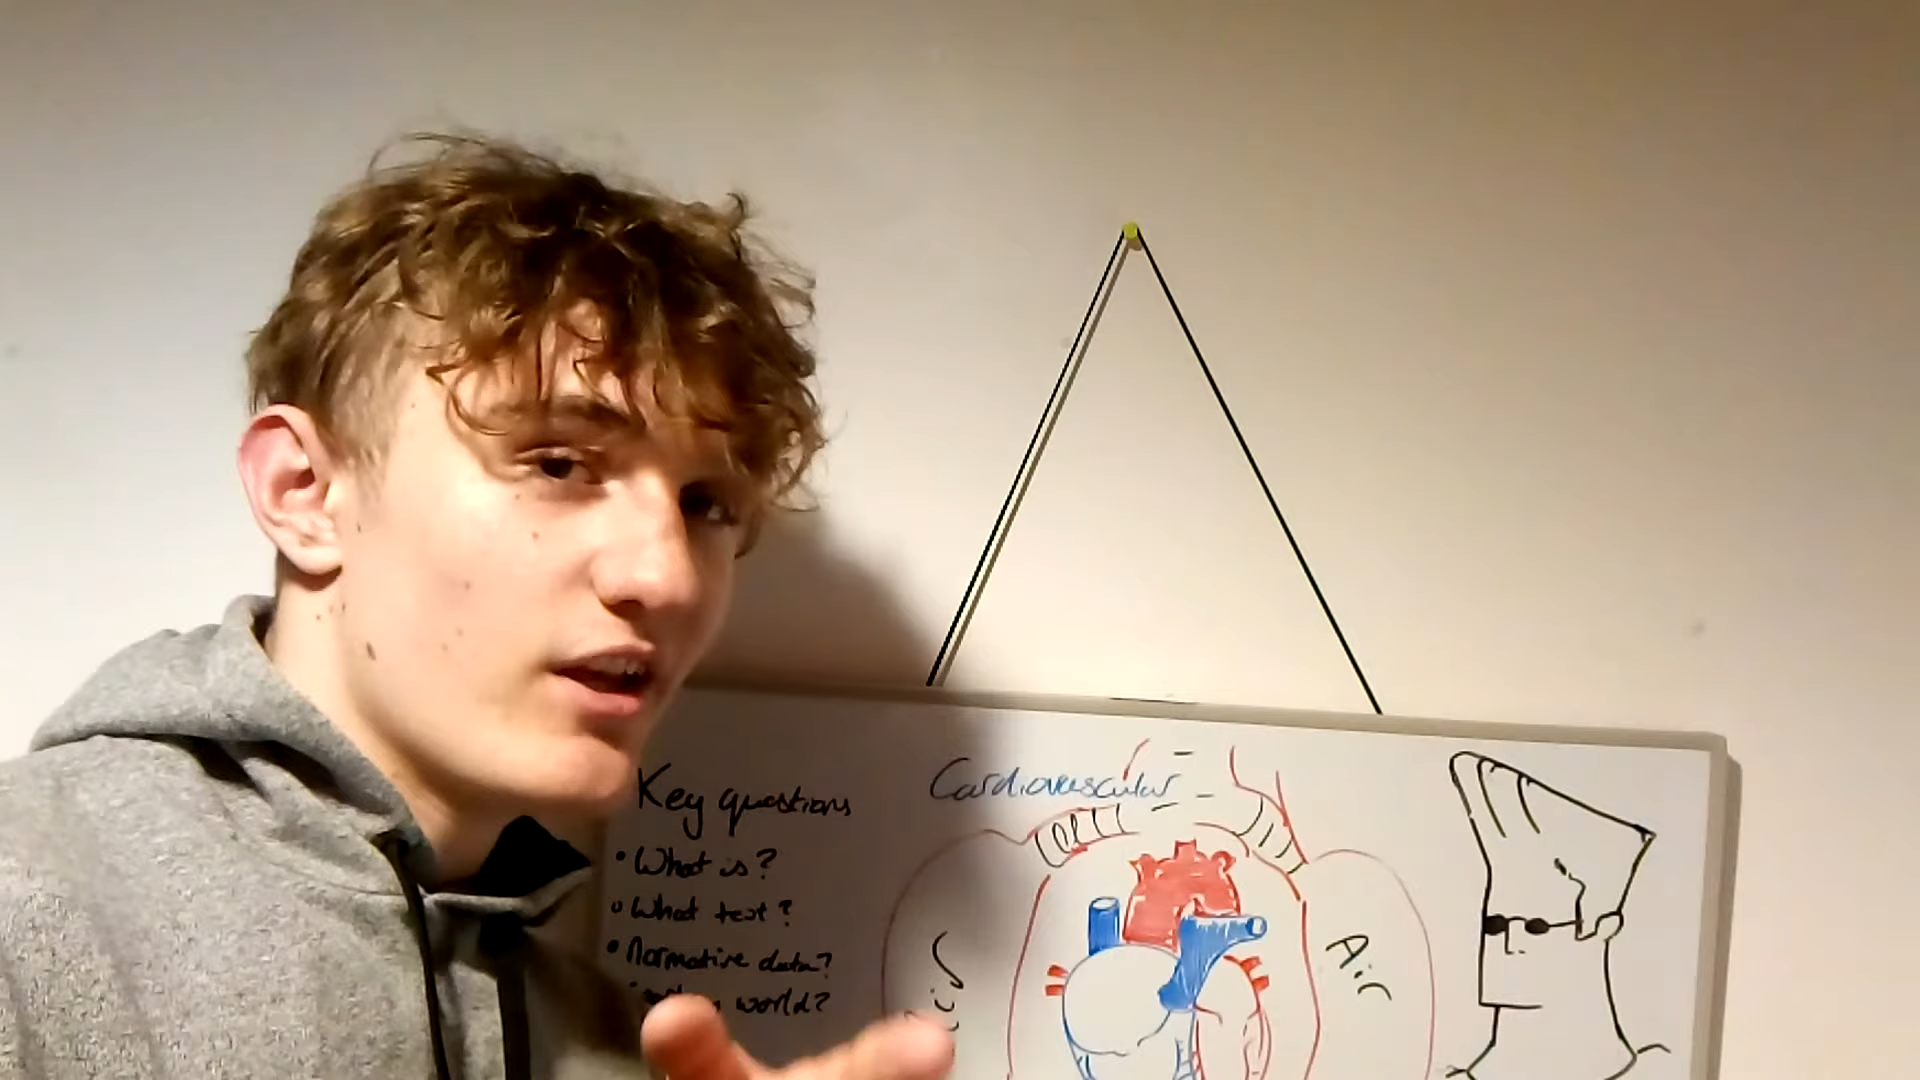 Key questions
• What is?
• What test?
• Normative data?
world?
Cardiovascular
Air